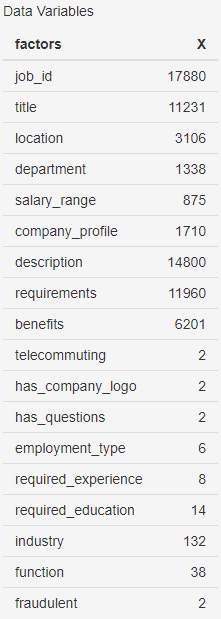 Data Variables
factors X
job_id 17880
title 11231
location 3106
department 1338
salary_range 875
company_profile 1710
description 14800
requirements 11960
benefits 6201
telecommuting 2
has_company_logo 2
has_questions 2
employment_type 6
required_experience 8
required_education 14
industry 132
function 38
fraudulent 2